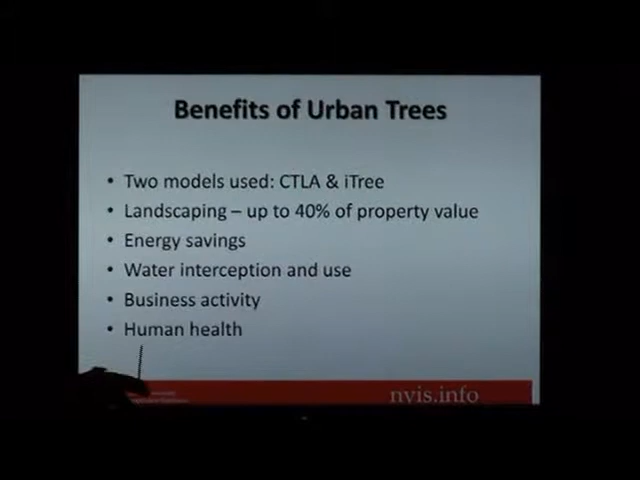 Benefits of Urban Trees
• Two models used: CTLA & iTree
• Landscaping – up to 40% of property value
• Energy savings
• Water interception and use
• Business activity
• Human health
nyis.info